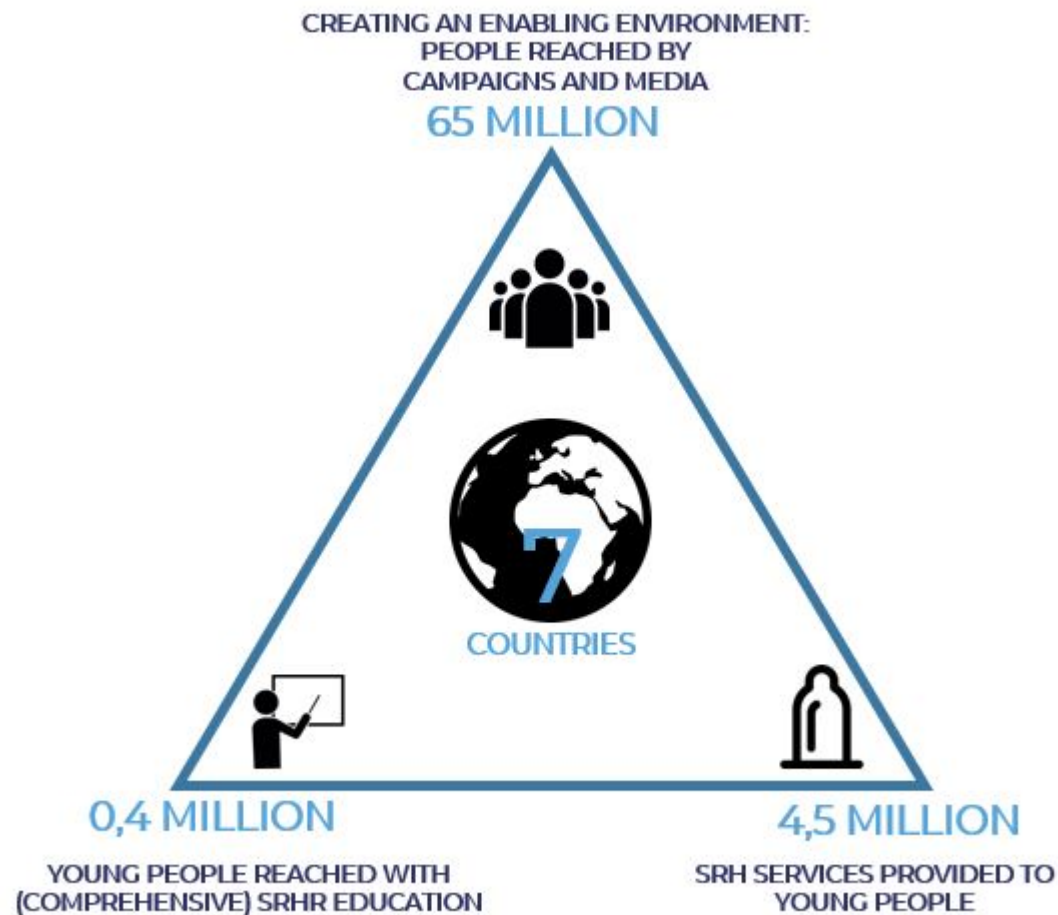 CREATING AN ENABLING ENVIRONMENT:
PEOPLE REACHED BY
CAMPAIGNS AND MEDIA
65 MILLION
7
COUNTRIES
0,4 MILLION
YOUNG PEOPLE REACHED WITH
(COMPREHENSIVE) SRHR EDUCATION
4,5 MILLION
SRH SERVICES PROVIDED TO
YOUNG PEOPLE